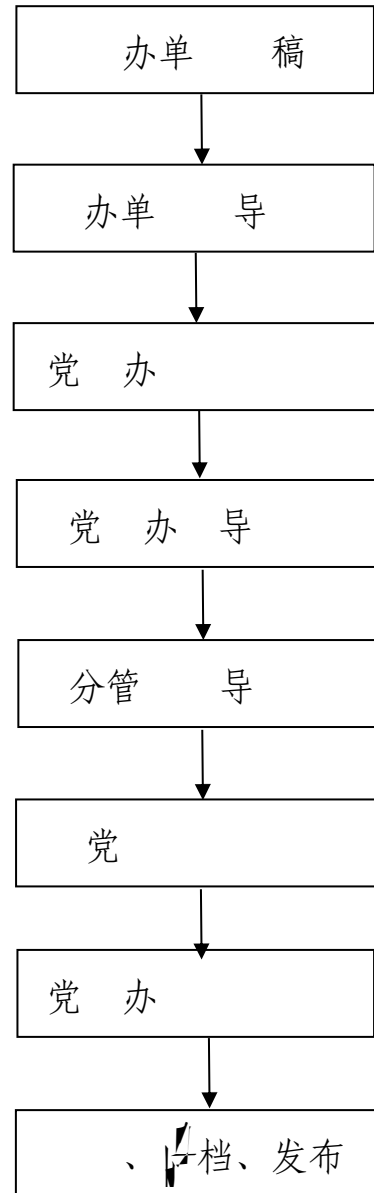 办单 稿
办单 导
党 办
党 办 导
分管 导
党
党 办
、 档、发布